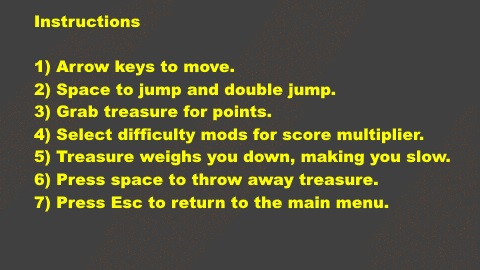 Instructions
1) Arrow keys to move.
2) Space to jump and double jump.
3) Grab treasure for points.
4) Select difficulty mods for score multiplier.
5) Treasure weighs you down, making you slow.
6) Press space to throw away treasure.
7) Press Esc to return to the main menu.